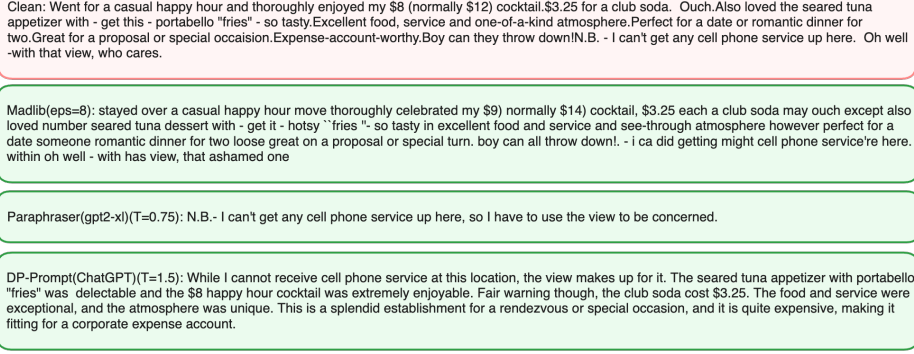 Clean: Went for a casual happy hour and thoroughly enjoyed my $8 (normally $12) cocktail.$3.25 for a club soda.  Ouch.Also loved the seared tuna
appetizer with - get this - portabello "fries" - so tasty.Excellent food, service and one-of-a-kind atmosphere.Perfect for a date or romantic dinner for
two.Great for a proposal or special occaision.Expense-account-worthy.Boy can they throw down!N.B. - I can't get any cell phone service up here.  Oh well
-with that view, who cares.
Madlib(eps=8): stayed over a casual happy hour move thoroughly celebrated my $9) normally $14) cocktail, $3.25 each a club soda may ouch except also
loved number seared tuna dessert with - get it - hotsy ``fries "- so tasty in excellent food and service and see-through atmosphere however perfect for a
date someone romantic dinner for two loose great on a proposal or special turn. boy can all throw down!. - i ca did getting might cell phone service're here.
within oh well - with has view, that ashamed one
Paraphraser(gpt2-xl)(T=0.75): N.B.- I can't get any cell phone service up here, so I have to use the view to be concerned.
DP-Prompt(ChatGPT)(T=1.5): While I cannot receive cell phone service at this location, the view makes up for it. The seared tuna appetizer with portabello
"fries" was  delectable and the $8 happy hour cocktail was extremely enjoyable. Fair warning though, the club soda cost $3.25. The food and service were
exceptional, and the atmosphere was unique. This is a splendid establishment for a rendezvous or special occasion, and it is quite expensive, making it
fitting for a corporate expense account.